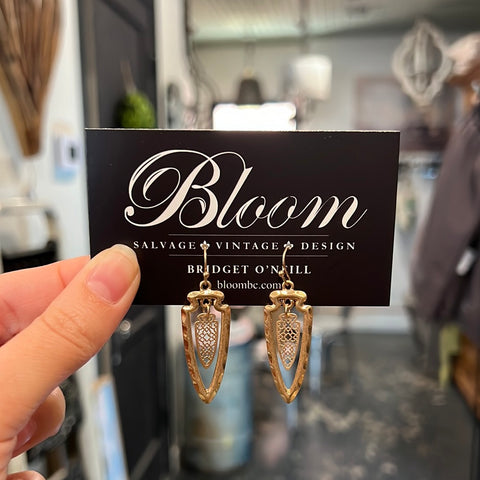 Bloom
SALVAGE • VINTAGE • DESIGN
BRIDGET O'NEILL
bloombc.com